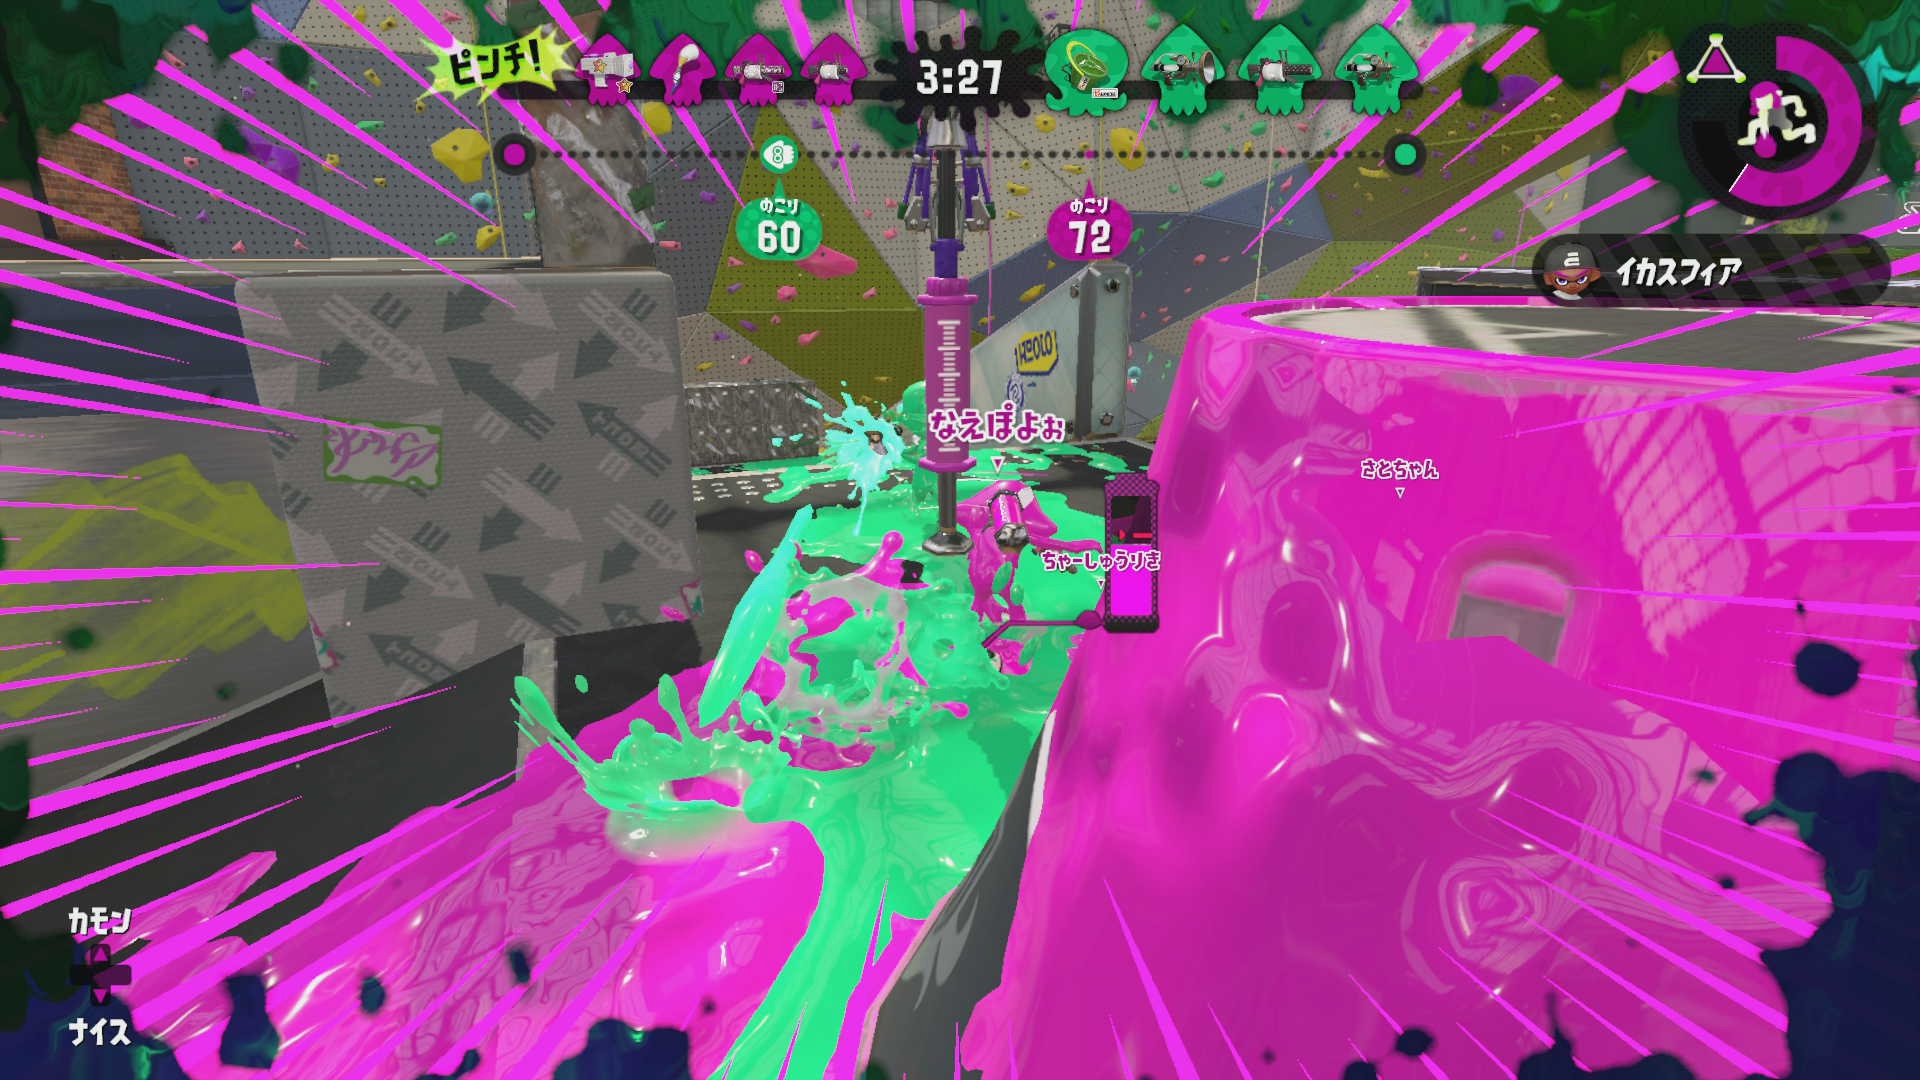 ピンチ!
3:27
のこり
60
のこり
72
イカスフィア
なえぽよぉ
さとちゃん
ちゃーしゅうりき
カモン
ナイス